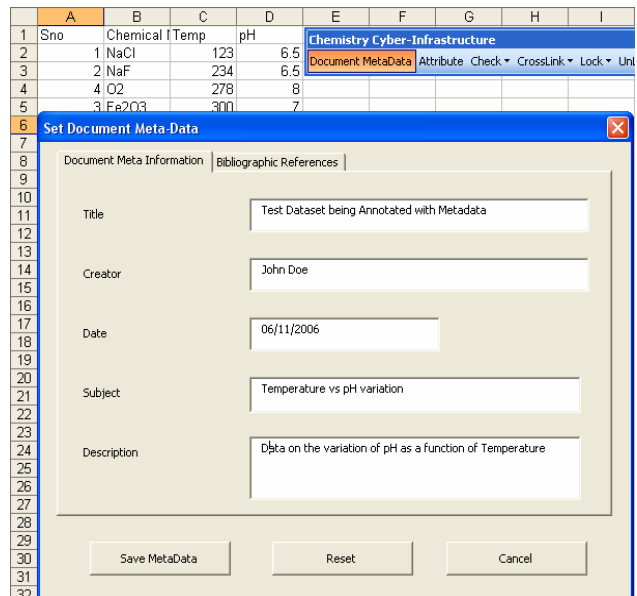 A B C D E F G H I
1 Sno Chemical Temp pH
Chemistry Cyber-Infrastructure
2 1 NaCl 123 6.5
Document MetaData Attribute Check CrossLink Lock
3 2 NaF 234 6.5
4 4 O2 278 8
5 3 Fe2O3 300 7
6 Set Document Meta-Data
7
8 Document Meta Information Bibliographic References
9
10
11 Title Test Dataset being Annotated with Metadata
12
13
14 Creator John Doe
15
16
17 Date 06/11/2006
18
19
20
21 Subject Temperature vs pH variation
22
23
24 Description Data on the variation of pH as a function of Temperature
25
26
27
28
29
30 Save MetaData Reset Cancel
31
32